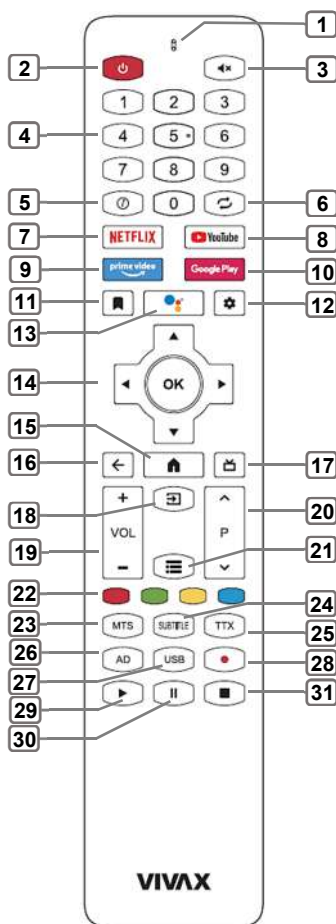 1
2
3
1 2 3
4
4 5 6
7 8 9
5
0
6
7
NETFLIX
YouTube
8
9
prime video
Google Play
10
11
12
13
14
OK
15
16
17
18
+
VOL
-
P
19
20
21
22
23
MTS
SUBTITLE
TTX
24
25
26
AD
USB
27
28
29
30
31
VIVAX